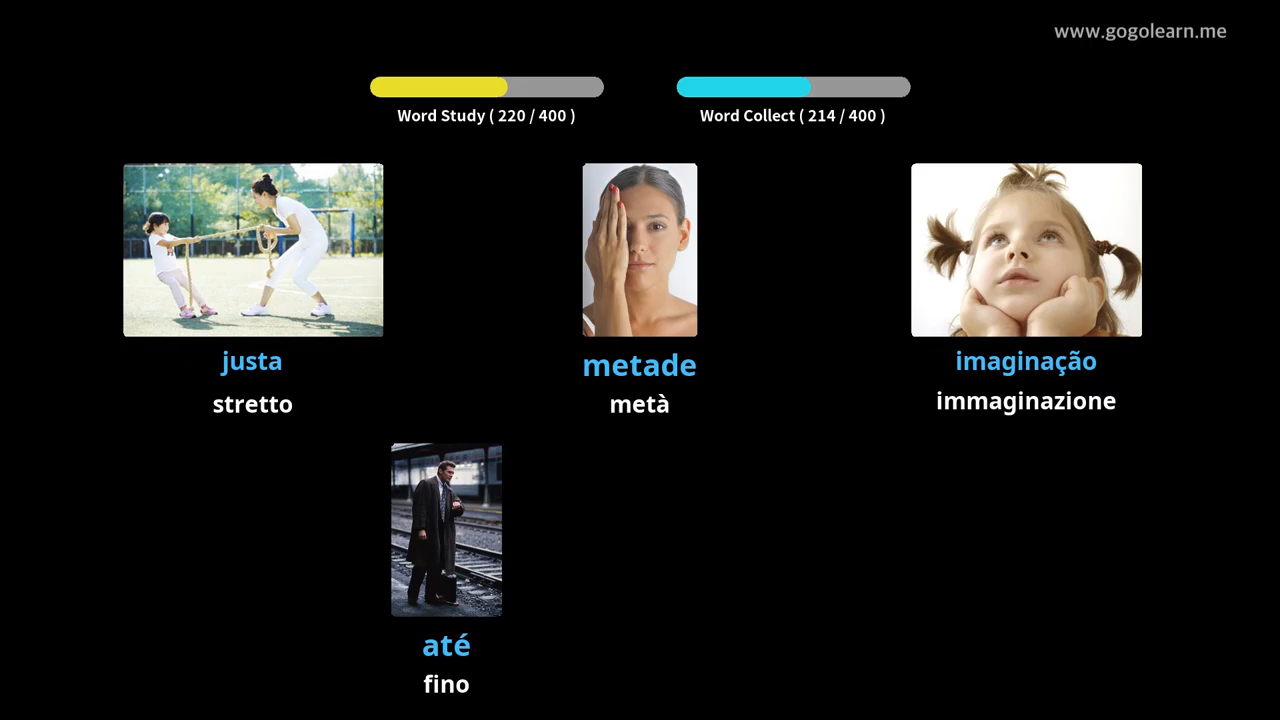 www.gogolearn.me
Word Study ( 220 / 400 )
Word Collect ( 214 / 400 )
justa
stretto
metade
metà
imaginação
immaginazione
até
fino